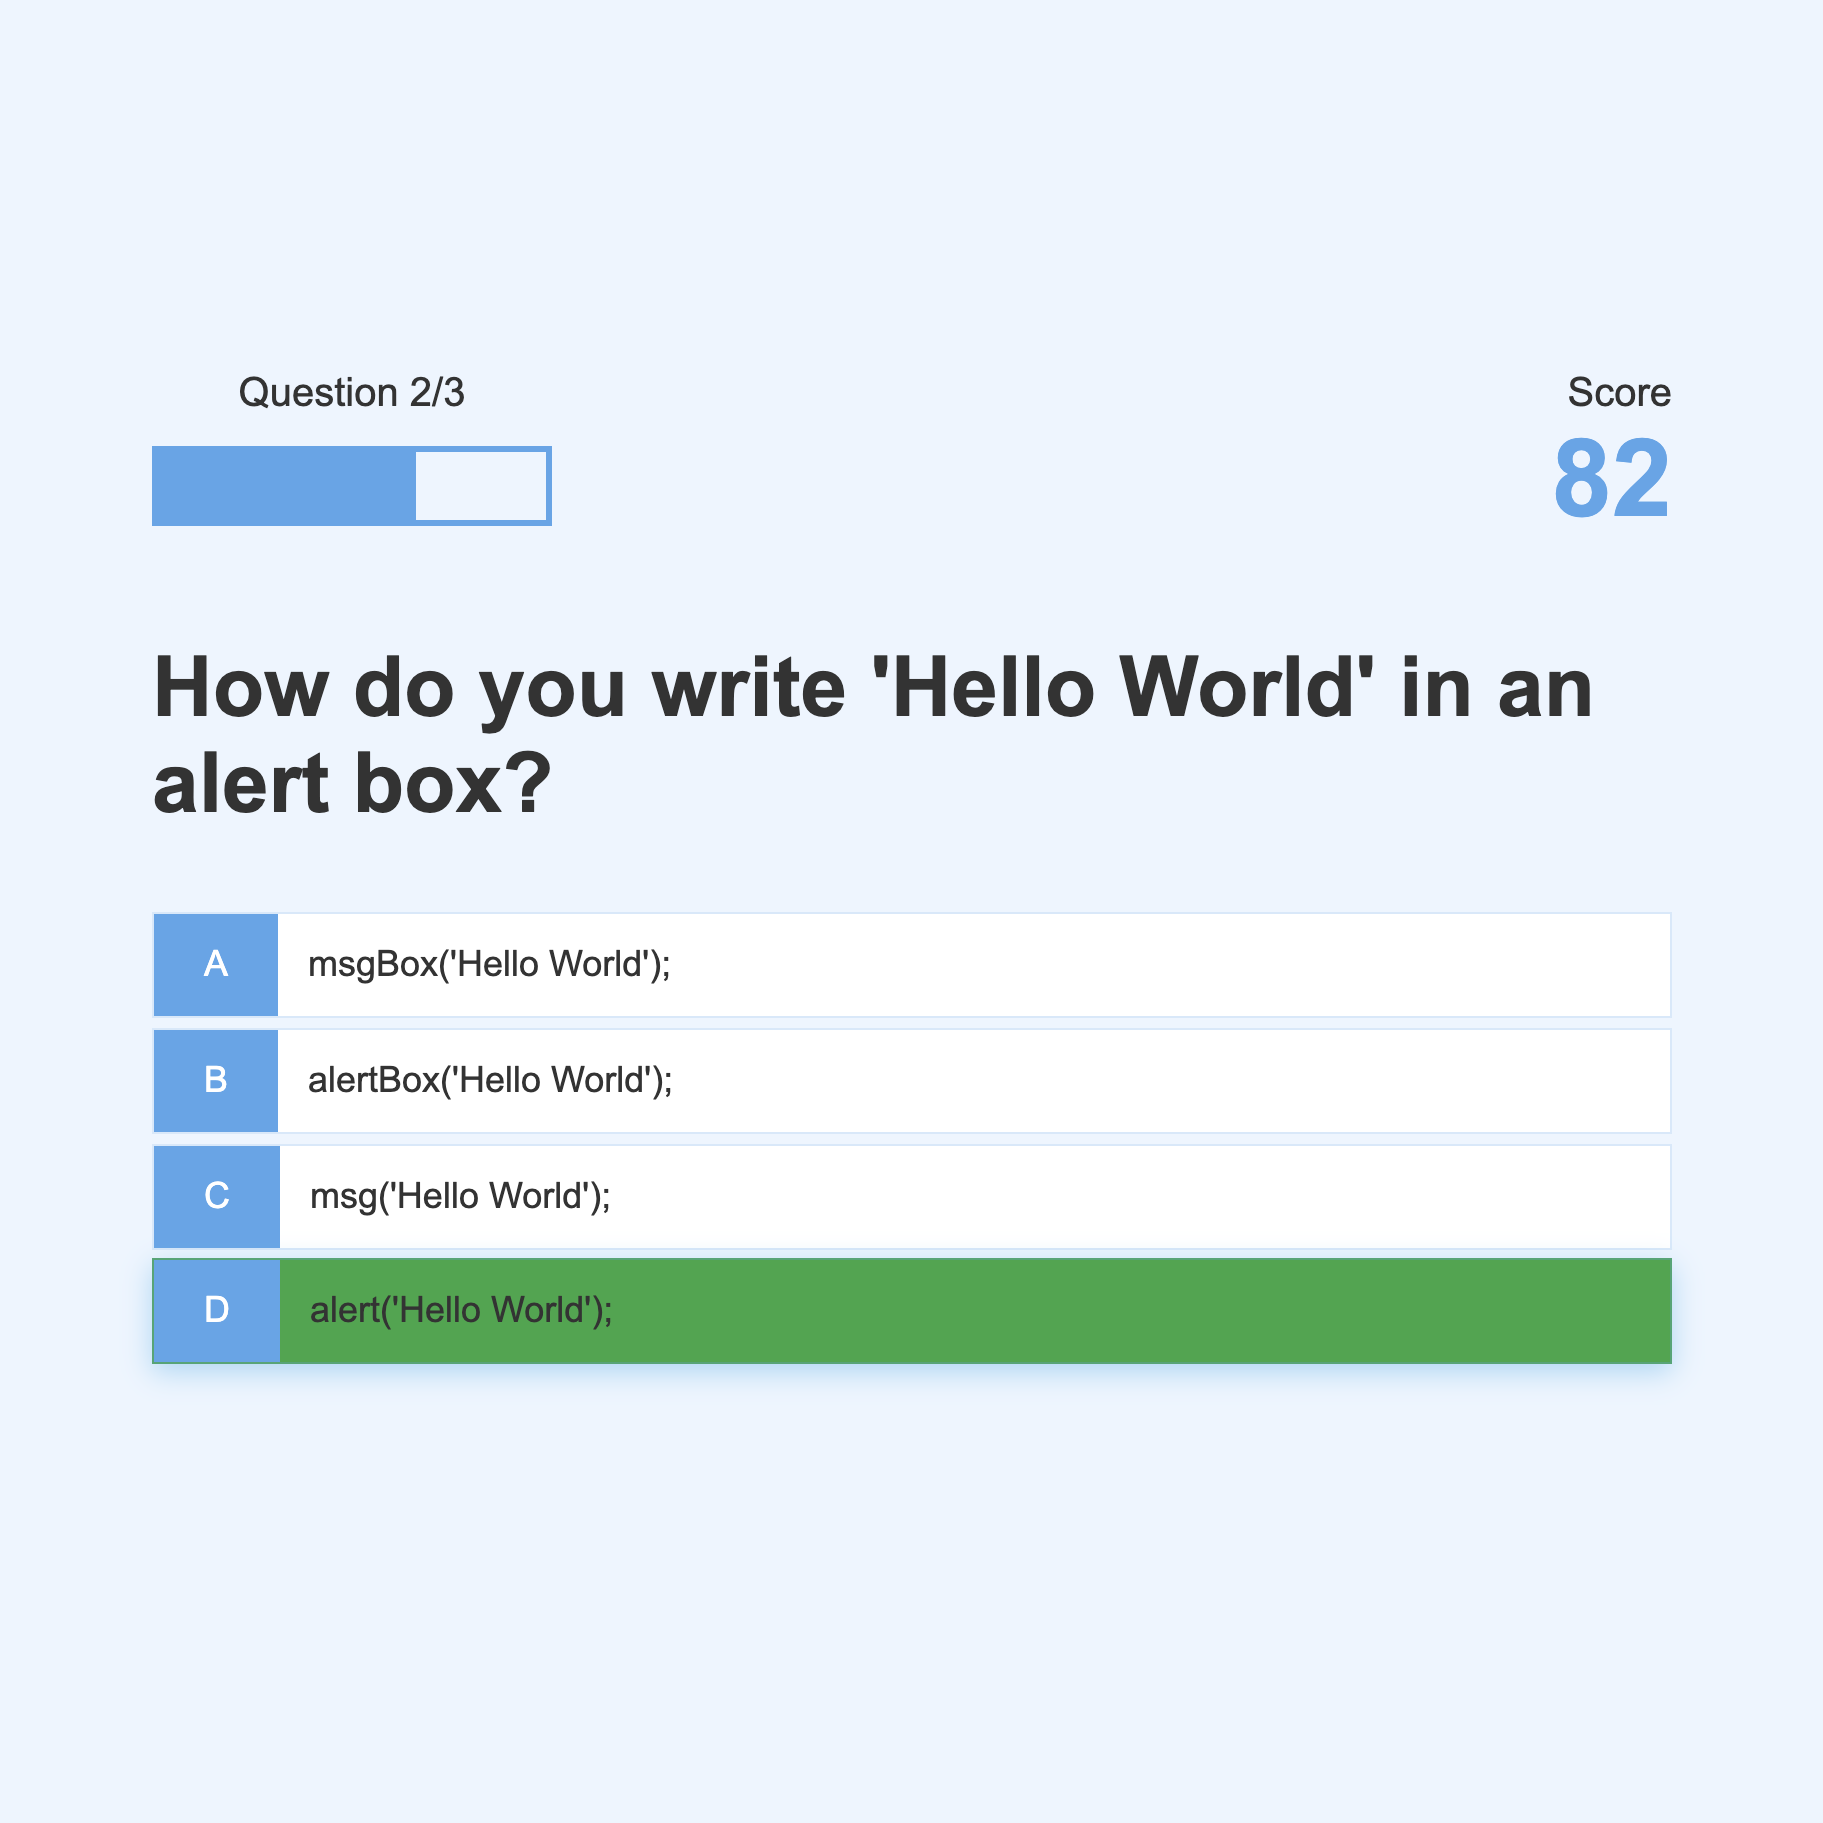 Question 2/3
Score
82
How do you write 'Hello World' in an
alert box?
A msgBox('Hello World');
B alertBox('Hello World');
C msg('Hello World');
D alert('Hello World');